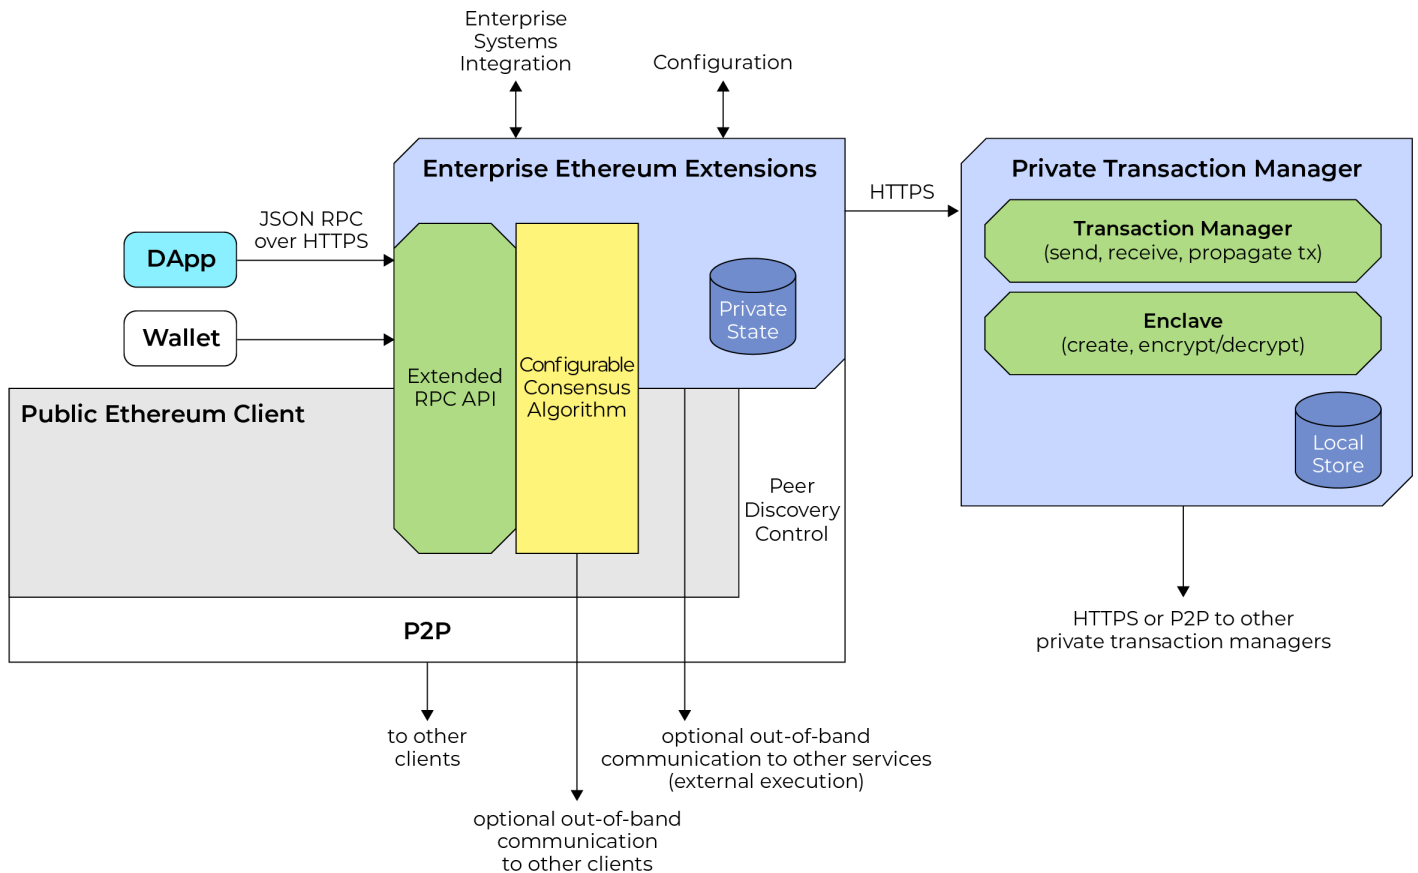 Enterprise
Systems
Integration
Configuration
Enterprise Ethereum Extensions
Private Transaction Manager
HTTPS
JSON RPC
over HTTPS
DApp
Wallet
Transaction Manager
(send, receive, propagate tx)
Enclave
(create, encrypt/decrypt)
Private
State
Extended
RPC API
Configurable
Consensus
Algorithm
Public Ethereum Client
Local
Store
Peer
Discovery
Control
P2P
HTTPS or P2P to other
private transaction managers
to other
clients
optional out-of-band
communication to other services
(external execution)
optional out-of-band
communication
to other clients